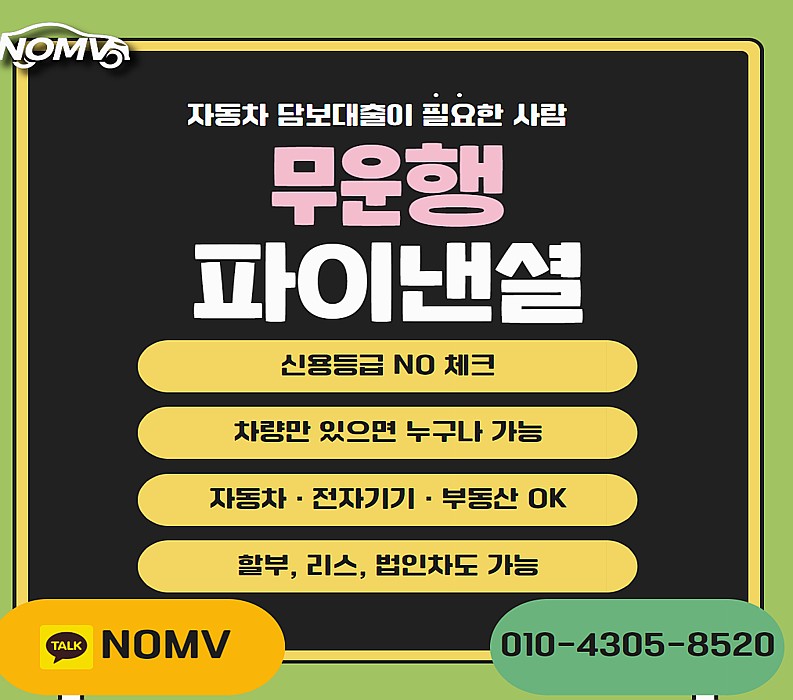 NOMV
자동차 담보대출이 필요한 사람
무운행
파이낸셜
신용등급 NO 체크
차량만 있으면 누구나 가능
자동차 · 전자기기 · 부동산 OK
할부, 리스, 법인차도 가능
TALK NOMV
010-4305-8520